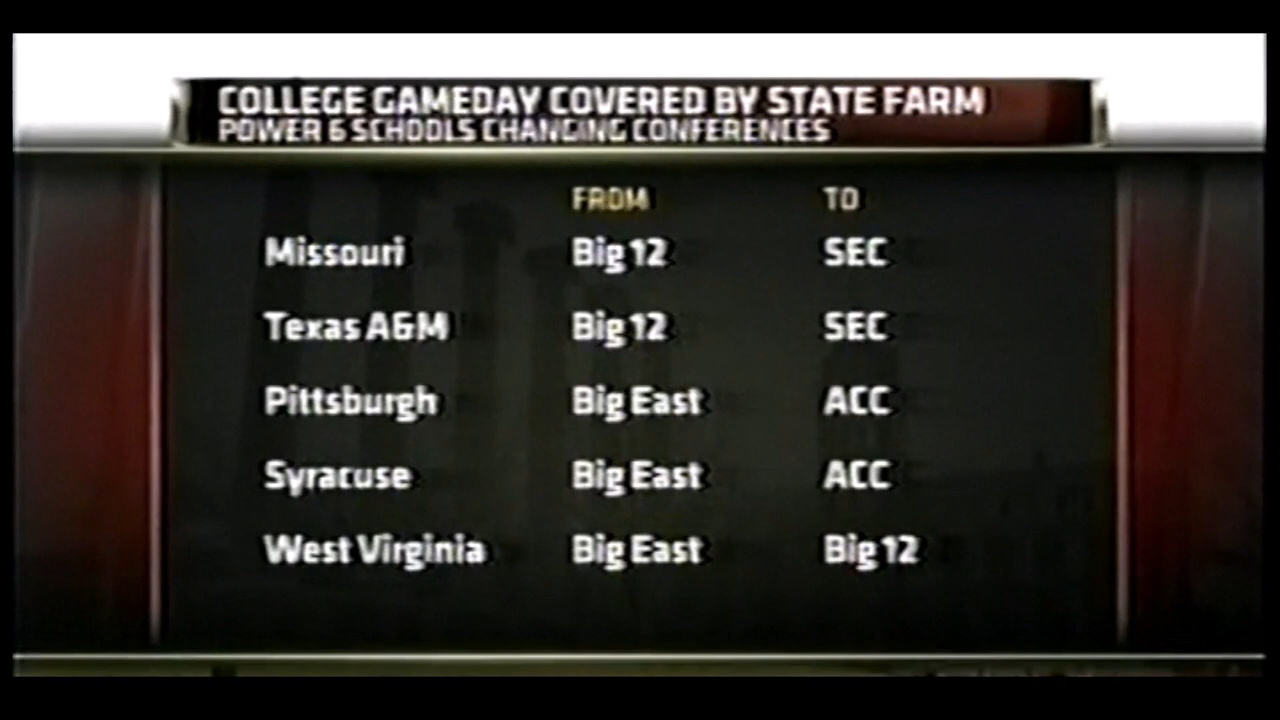 COLLEGE GAMEDAY COVERED BY STATE FARM
POWER 6 SCHOOLS CHANGING CONFERENCES
FROM TO
Missouri Big 12 SEC
Texas A&M Big 12 SEC
Pittsburgh Big East ACC
Syracuse Big East ACC
West Virginia Big East Big 12